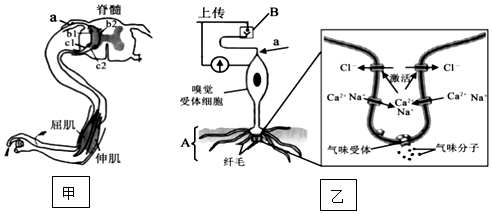 脊髓
a
b1
b2
c1
c2
屈肌
伸肌
甲
上传
B
a
嗅觉
受体细胞
A
纤毛
乙
Cl⁻
Cl⁻
激活
Ca²⁺ Na⁺
Ca²⁺
Na⁺
Ca²⁺ Na⁺
气味受体
气味分子